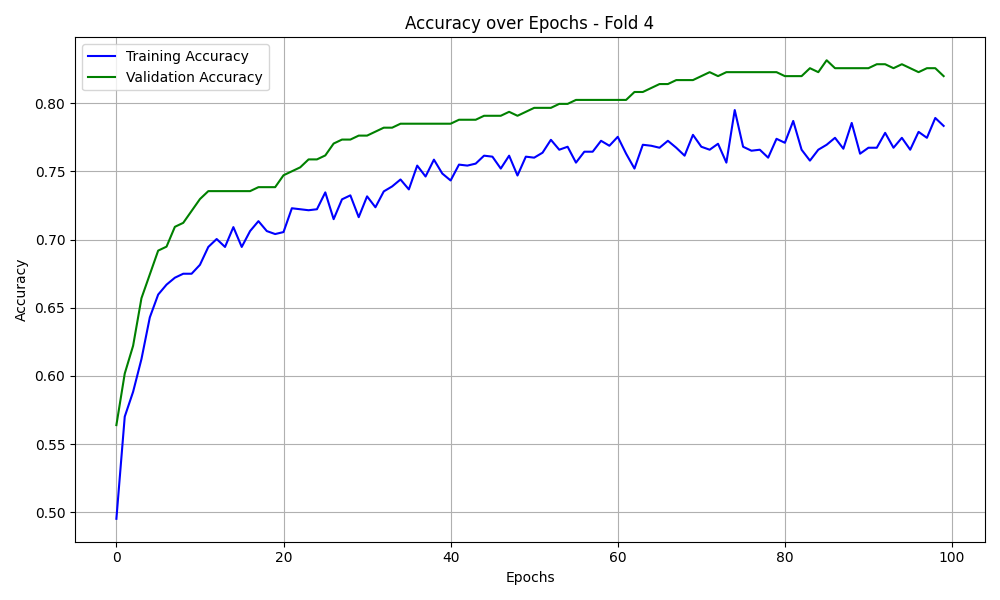 Accuracy over Epochs - Fold 4
Training Accuracy
Validation Accuracy
Accuracy
0.80
0.75
0.70
0.65
0.60
0.55
0.50
0 20 40 60 80 100
Epochs